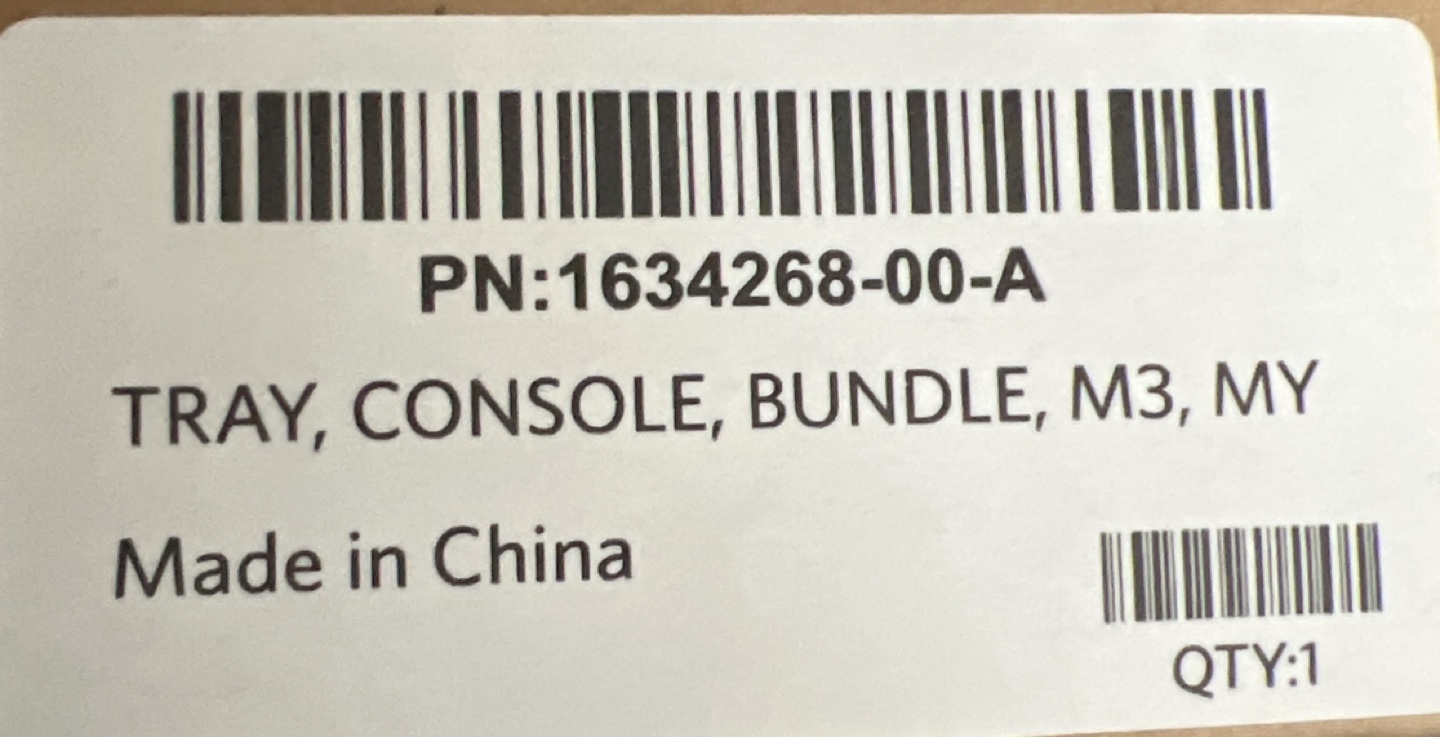 PN:1634268-00-A
TRAY, CONSOLE, BUNDLE, M3, MY
Made in China
QTY:1